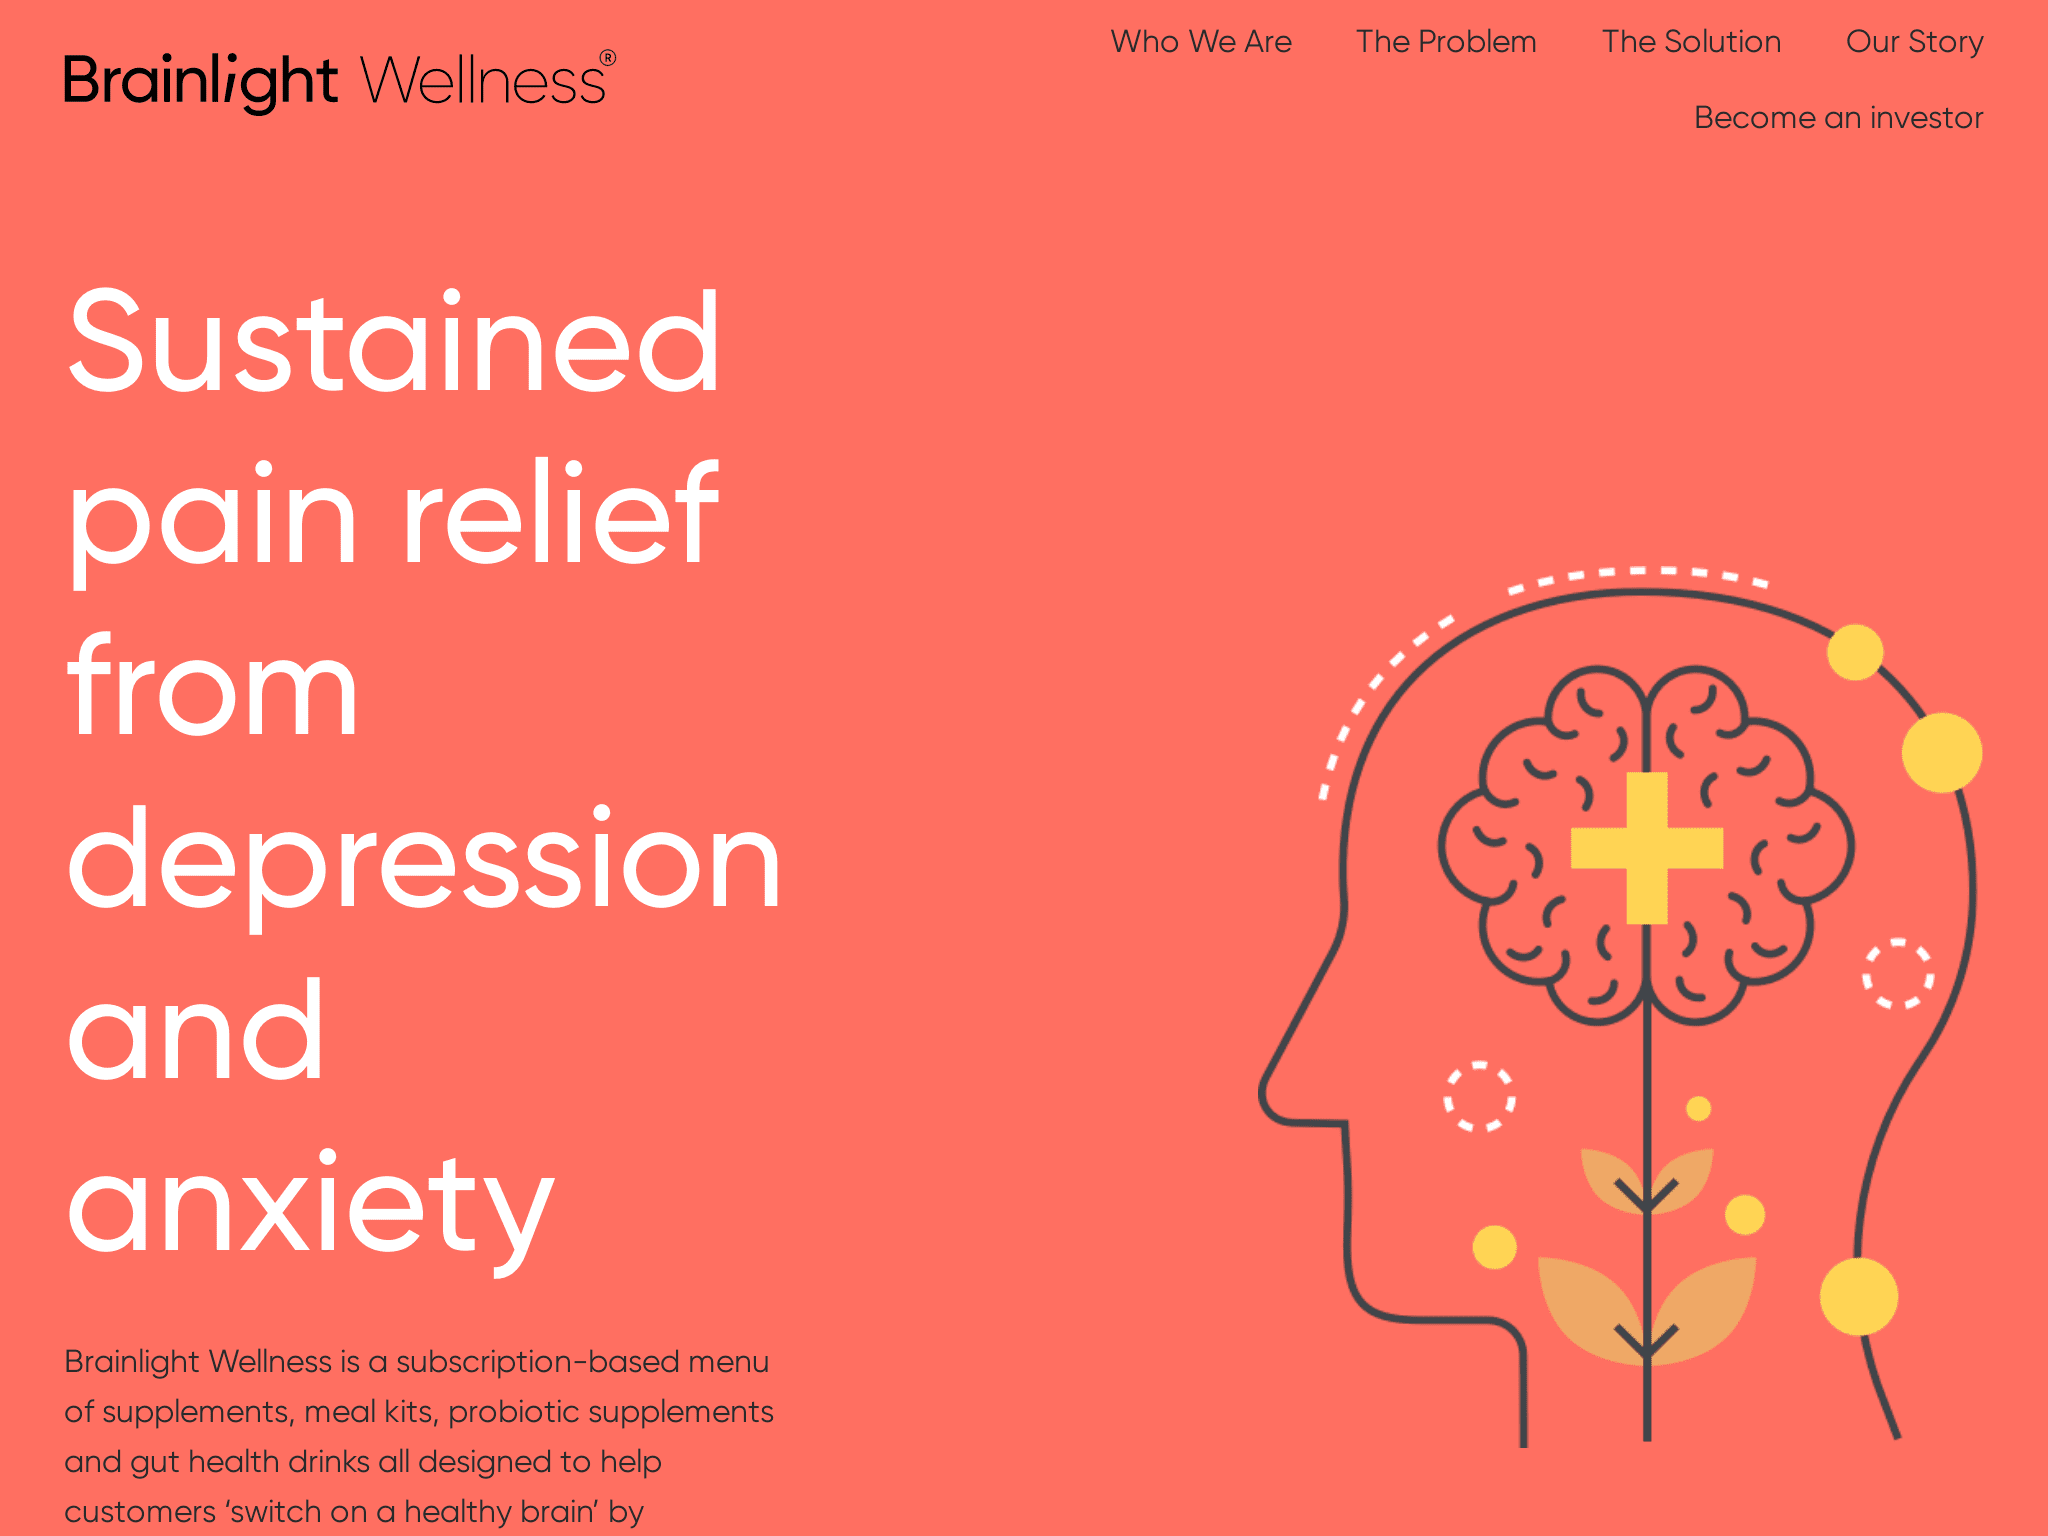 Brainlight Wellness®
Who We Are
The Problem
The Solution
Our Story
Become an investor
Sustained
pain relief
from
depression
and
anxiety
Brainlight Wellness is a subscription-based menu
of supplements, meal kits, probiotic supplements
and gut health drinks all designed to help
customers ‘switch on a healthy brain’ by